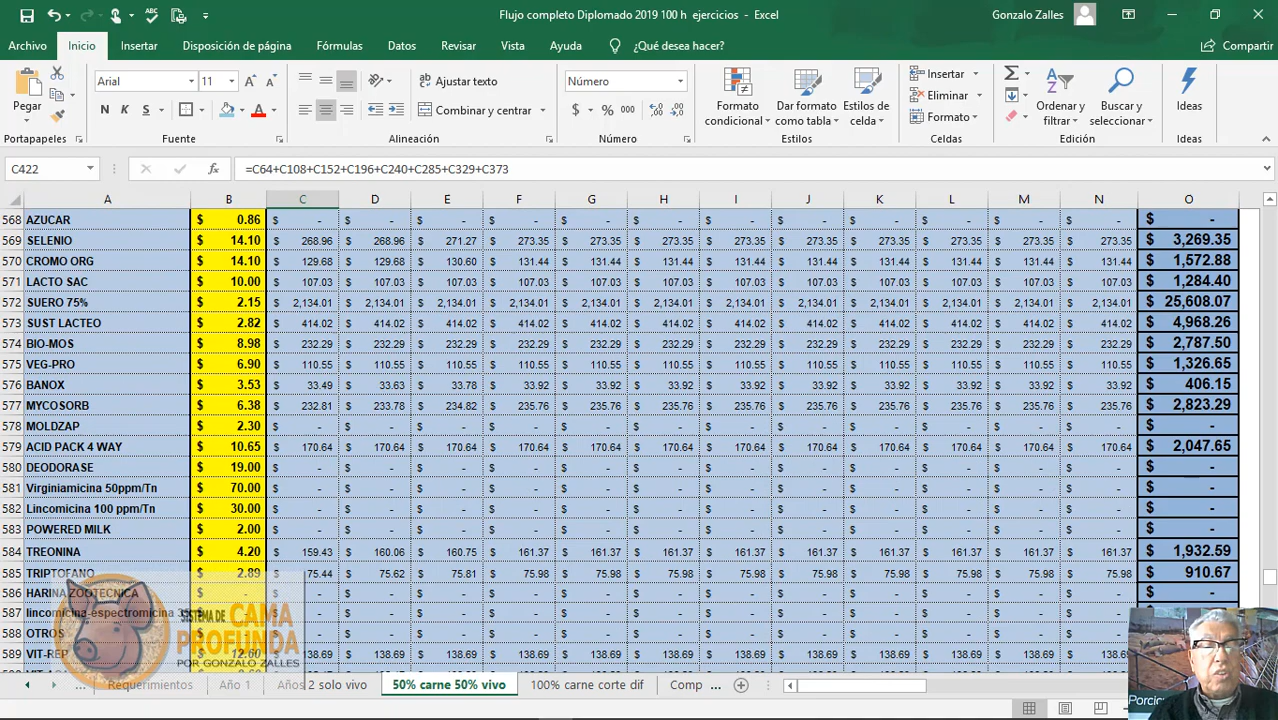 Flujo completo Diplomado 2019 100 h ejercicios - Excel
Gonzalo Zalles
Archivo Inicio Insertar Disposición de página Fórmulas Datos Revisar Vista Ayuda ¿Qué desea hacer? Compartir
Pegar
Arial 11
Ajustar texto
Número
N K S
Combinar y centrar
$ % 000
Formato condicional
Dar formato como tabla
Estilos de celda
Insertar
Eliminar
Formato
Ordenar y filtrar
Buscar y seleccionar
Ideas
Portapapeles Fuente Alineación Número Estilos Celdas Edición Ideas
C422 fx =C64+C108+C152+C196+C240+C285+C329+C373
A B C D E F G H I J K L M N O
568 AZUCAR $ 0.86 $ - $ - $ - $ - $ - $ - $ - $ - $ - $ - $ - $ - $ -
569 SELENIO $ 14.10 $ 268.96 $ 268.96 $ 271.27 $ 273.35 $ 273.35 $ 273.35 $ 273.35 $ 273.35 $ 273.35 $ 273.35 $ 273.35 $ 273.35 $ 3,269.35
570 CROMO ORG $ 14.10 $ 129.68 $ 129.68 $ 130.60 $ 131.44 $ 131.44 $ 131.44 $ 131.44 $ 131.44 $ 131.44 $ 131.44 $ 131.44 $ 131.44 $ 1,572.88
571 LACTO SAC $ 10.00 $ 107.03 $ 107.03 $ 107.03 $ 107.03 $ 107.03 $ 107.03 $ 107.03 $ 107.03 $ 107.03 $ 107.03 $ 107.03 $ 107.03 $ 1,284.40
572 SUERO 75% $ 2.15 $ 2,134.01 $ 2,134.01 $ 2,134.01 $ 2,134.01 $ 2,134.01 $ 2,134.01 $ 2,134.01 $ 2,134.01 $ 2,134.01 $ 2,134.01 $ 2,134.01 $ 2,134.01 $ 25,608.07
573 SUST LACTEO $ 2.82 $ 414.02 $ 414.02 $ 414.02 $ 414.02 $ 414.02 $ 414.02 $ 414.02 $ 414.02 $ 414.02 $ 414.02 $ 414.02 $ 414.02 $ 4,968.26
574 BIO-MOS $ 8.98 $ 232.29 $ 232.29 $ 232.29 $ 232.29 $ 232.29 $ 232.29 $ 232.29 $ 232.29 $ 232.29 $ 232.29 $ 232.29 $ 232.29 $ 2,787.50
575 VEG-PRO $ 6.90 $ 110.55 $ 110.55 $ 110.55 $ 110.55 $ 110.55 $ 110.55 $ 110.55 $ 110.55 $ 110.55 $ 110.55 $ 110.55 $ 110.55 $ 1,326.65
576 BANOX $ 3.53 $ 33.49 $ 33.63 $ 33.78 $ 33.92 $ 33.92 $ 33.92 $ 33.92 $ 33.92 $ 33.92 $ 33.92 $ 33.92 $ 33.92 $ 406.15
577 MYCOSORB $ 6.38 $ 232.81 $ 233.78 $ 234.82 $ 235.76 $ 235.76 $ 235.76 $ 235.76 $ 235.76 $ 235.76 $ 235.76 $ 235.76 $ 235.76 $ 2,823.29
578 MOLDZAP $ 2.30 $ - $ - $ - $ - $ - $ - $ - $ - $ - $ - $ - $ - $ -
579 ACID PACK 4 WAY $ 10.65 $ 170.64 $ 170.64 $ 170.64 $ 170.64 $ 170.64 $ 170.64 $ 170.64 $ 170.64 $ 170.64 $ 170.64 $ 170.64 $ 170.64 $ 2,047.65
580 DEODORASE $ 19.00 $ - $ - $ - $ - $ - $ - $ - $ - $ - $ - $ - $ - $ -
581 Virginiamicina 50ppm/Tn $ 70.00 $ - $ - $ - $ - $ - $ - $ - $ - $ - $ - $ - $ - $ -
582 Lincomicina 100 ppm/Tn $ 30.00 $ - $ - $ - $ - $ - $ - $ - $ - $ - $ - $ - $ - $ -
583 POWERED MILK $ 2.00 $ - $ - $ - $ - $ - $ - $ - $ - $ - $ - $ - $ - $ -
584 TREONINA $ 4.20 $ 159.43 $ 160.06 $ 160.75 $ 161.37 $ 161.37 $ 161.37 $ 161.37 $ 161.37 $ 161.37 $ 161.37 $ 161.37 $ 161.37 $ 1,932.59
585 TRIPTOFANO $ 2.89 $ 75.44 $ 75.62 $ 75.81 $ 75.98 $ 75.98 $ 75.98 $ 75.98 $ 75.98 $ 75.98 $ 75.98 $ 75.98 $ 75.98 $ 910.67
586 HARINA ZOOTECNICA $ - $ - $ - $ - $ - $ - $ - $ - $ - $ - $ - $ - $ - $ -
587 lincomicina-espectromicina $ - $ - $ - $ - $ - $ - $ - $ - $ - $ - $ - $ - $ -
588 OTROS $ - $ - $ - $ - $ - $ - $ - $ - $ - $ - $ - $ - $ -
589 VIT-REP $ 12.60 138.69 $ 138.69 $ 138.69 $ 138.69 $ 138.69 $ 138.69 $ 138.69 $ 138.69 $ 138.69 $ 138.69 $ 138.69 $ 138.69
SISTEMA DE CAMA
PROFUNDA
POR GONZALO ZALLES
... Requerimientos Año 1 Años 2 solo vivo 50% carne 50% vivo 100% carne corte dif Comp ...